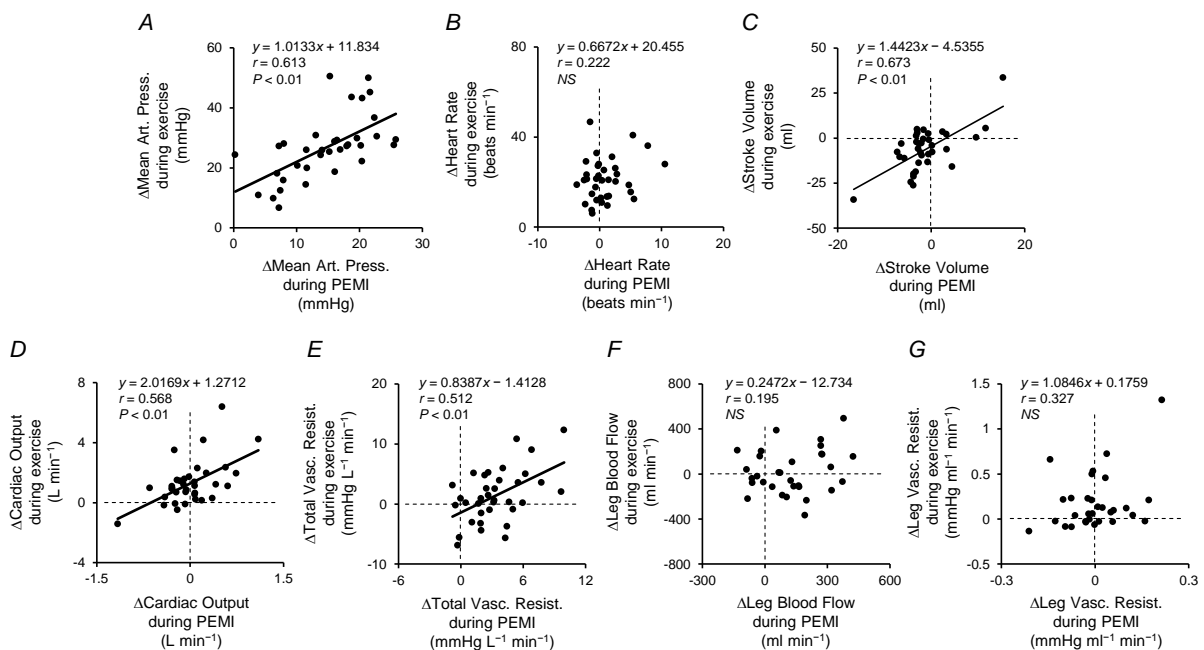 A
y = 1.0133x + 11.834
r = 0.613
P < 0.01
ΔMean Art. Press.
during exercise
(mmHg)
60
40
20
0
0
10
20
30
ΔMean Art. Press.
during PEMI
(mmHg)
B
y = 0.6672x + 20.455
r = 0.222
NS
ΔHeart Rate
during exercise
(beats min⁻¹)
80
40
0
-10
0
10
20
ΔHeart Rate
during PEMI
(beats min⁻¹)
C
y = 1.4423x − 4.5355
r = 0.673
P < 0.01
ΔStroke Volume
during exercise
(ml)
-50
-25
0
-25
-50
-20
0
20
ΔStroke Volume
during PEMI
(ml)
D
y = 2.0169x + 1.2712
r = 0.568
P < 0.01
ΔCardiac Output
during exercise
(L min⁻¹)
8
4
0
-4
-1.5
0
1.5
ΔCardiac Output
during PEMI
(L min⁻¹)
E
y = 0.8387x − 1.4128
r = 0.512
P < 0.01
ΔTotal Vasc. Resist.
during exercise
(mmHg L⁻¹ min⁻¹)
20
10
0
-10
-6
0
6
12
ΔTotal Vasc. Resist.
during PEMI
(mmHg L⁻¹ min⁻¹)
F
y = 0.2472x − 12.734
r = 0.195
NS
ΔLeg Blood Flow
during exercise
(ml min⁻¹)
800
400
0
-400
-800
-300
0
300
600
ΔLeg Blood Flow
during PEMI
(ml min⁻¹)
G
y = 1.0846x + 0.1759
r = 0.327
NS
ΔLeg Vasc. Resist.
during exercise
(mmHg ml⁻¹ min⁻¹)
1.5
1
0.5
0
-0.5
-0.3
0
0.3
ΔLeg Vasc. Resist.
during PEMI
(mmHg ml⁻¹ min⁻¹)